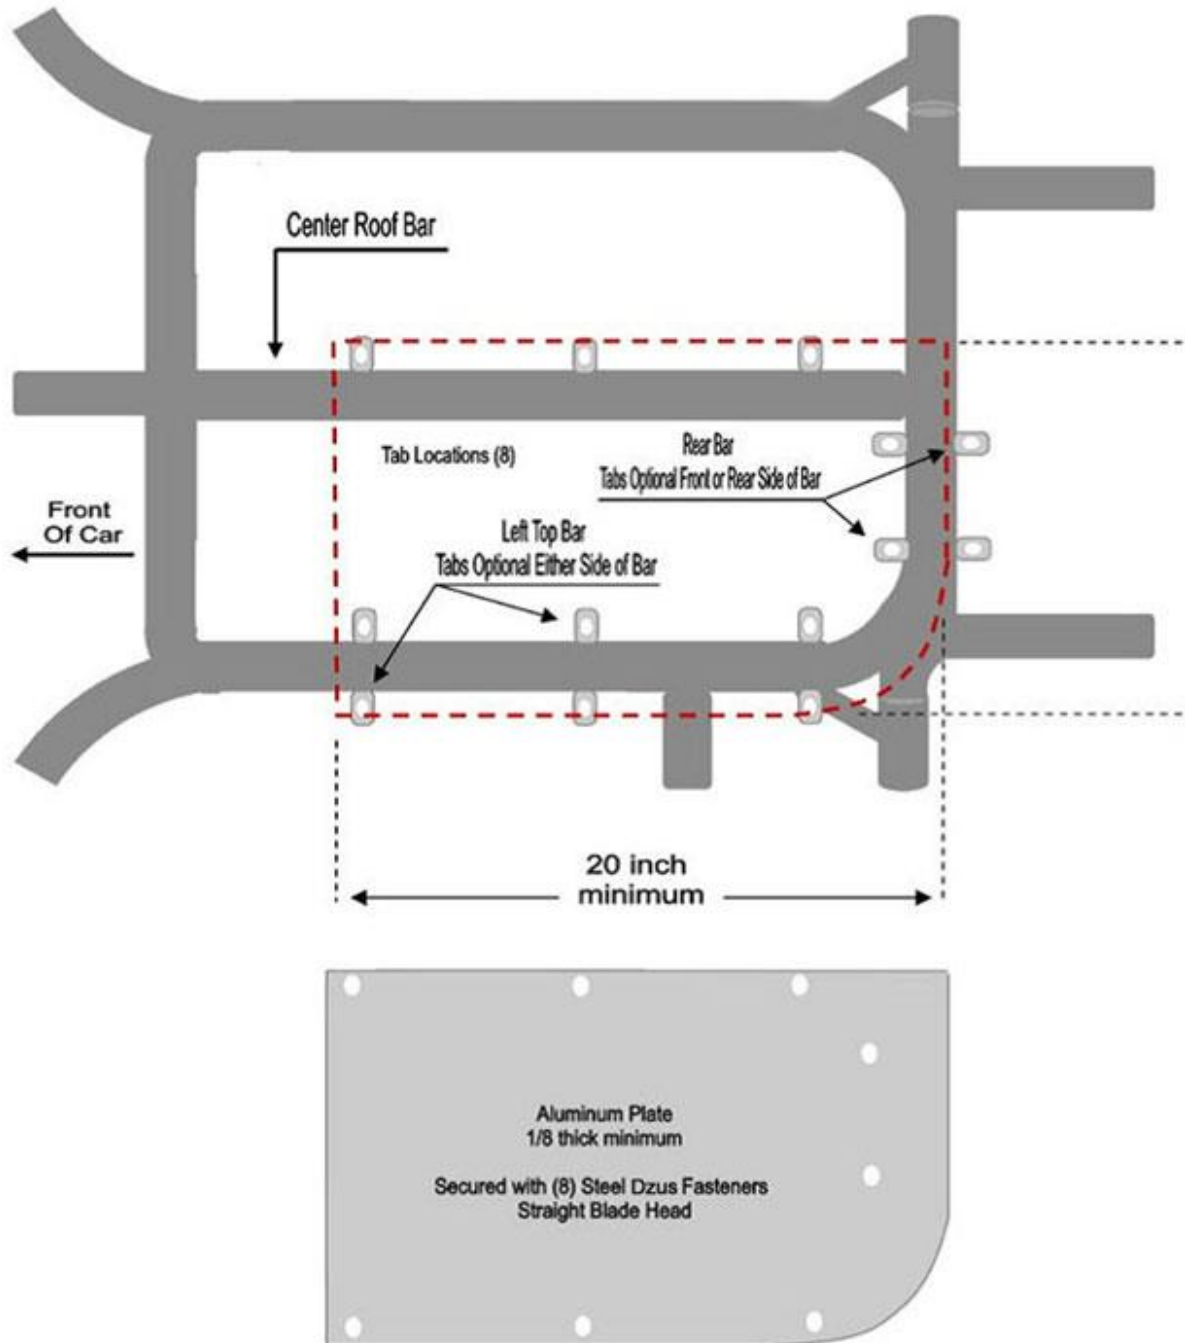 Center Roof Bar
Tab Locations (8)
Rear Bar
Tabs Optional Front or Rear Side of Bar
Front
Of Car
Left Top Bar
Tabs Optional Either Side of Bar
20 inch
minimum
Aluminum Plate
1/8 thick minimum
Secured with (8) Steel Dzus Fasteners
Straight Blade Head